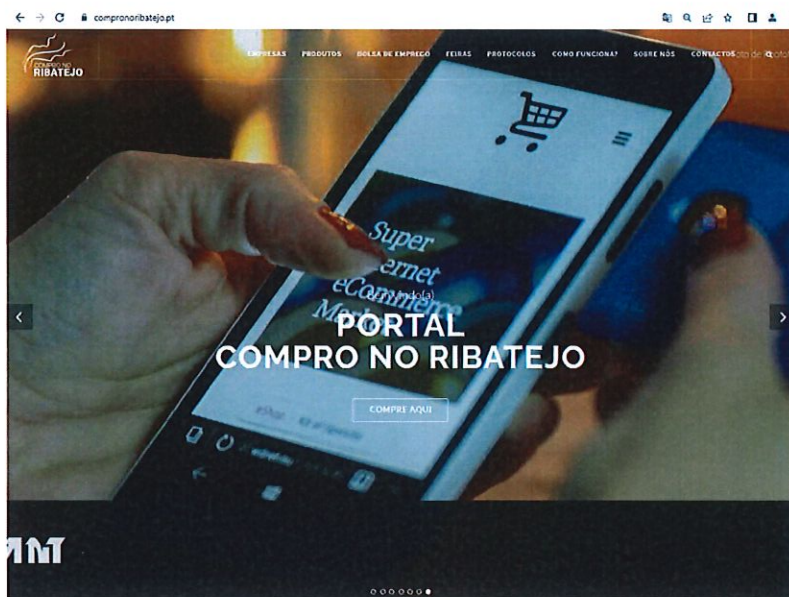 compronoribatejo.pt
COMPRO NO
RIBATEJO
EMPRESAS PRODUTOS BOLSA DE EMPREGO FEIRAS PROTOCOLOS COMO FUNCIONA? SOBRE NÓS CONTACTOS
Super
eCommerce
Benvindo(a)
PORTAL
COMPRO NO RIBATEJO
COMPRE AQUI